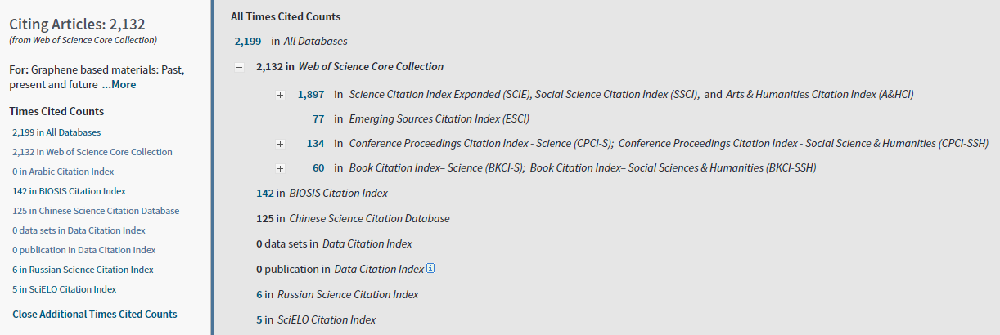 Citing Articles: 2,132
(from Web of Science Core Collection)
For: Graphene based materials: Past,
present and future ...More
Times Cited Counts
2,199 in All Databases
2,132 in Web of Science Core Collection
0 in Arabic Citation Index
142 in BIOSIS Citation Index
125 in Chinese Science Citation Database
0 data sets in Data Citation Index
0 publication in Data Citation Index
6 in Russian Science Citation Index
5 in SciELO Citation Index
Close Additional Times Cited Counts
All Times Cited Counts
2,199 in All Databases
2,132 in Web of Science Core Collection
1,897 in Science Citation Index Expanded (SCIE), Social Science Citation Index (SSCI), and Arts & Humanities Citation Index (A&HCI)
77 in Emerging Sources Citation Index (ESCI)
134 in Conference Proceedings Citation Index - Science (CPCI-S); Conference Proceedings Citation Index - Social Science & Humanities (CPCI-SSH)
60 in Book Citation Index– Science (BKCI-S); Book Citation Index– Social Sciences & Humanities (BKCI-SSH)
142 in BIOSIS Citation Index
125 in Chinese Science Citation Database
0 data sets in Data Citation Index
0 publication in Data Citation Index
6 in Russian Science Citation Index
5 in SciELO Citation Index